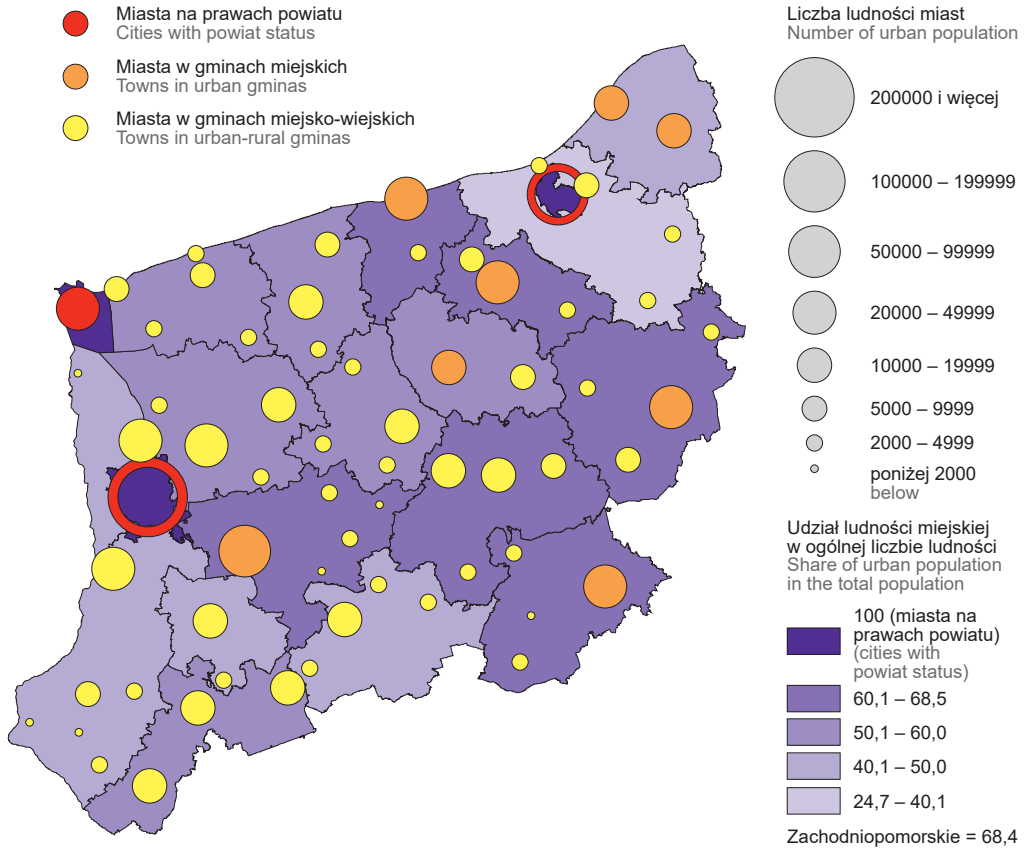 Miasta na prawach powiatu
Cities with powiat status
Miasta w gminach miejskich
Towns in urban gminas
Miasta w gminach miejsko-wiejskich
Towns in urban-rural gminas
Liczba ludności miast
Number of urban population
200000 i więcej
100000 – 199999
50000 – 99999
20000 – 49999
10000 – 19999
5000 – 9999
2000 – 4999
poniżej 2000
below
Udział ludności miejskiej
w ogólnej liczbie ludności
Share of urban population
in the total population
100 (miasta na
prawach powiatu)
(cities with
powiat status)
60,1 – 68,5
50,1 – 60,0
40,1 – 50,0
24,7 – 40,1
Zachodniopomorskie = 68,4